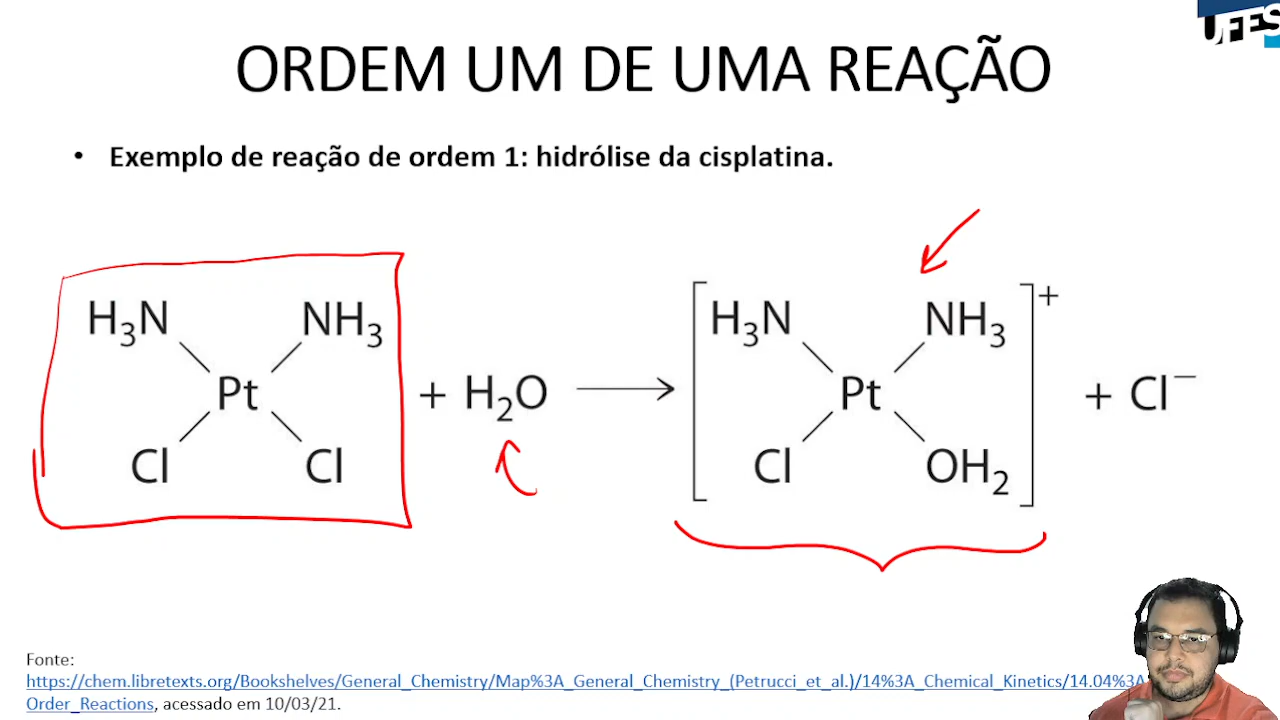 UFES
ORDEM UM DE UMA REAÇÃO
• Exemplo de reação de ordem 1: hidrólise da cisplatina.
H₃N NH₃ H₃N NH₃ +
Pt + H₂O ⟶ Pt + Cl⁻
Cl Cl Cl OH₂
Fonte:
https://chem.libretexts.org/Bookshelves/General_Chemistry/Map%3A_General_Chemistry_(Petrucci_et_al.)/14%3A_Chemical_Kinetics/14.04%3A
Order_Reactions, acessado em 10/03/21.